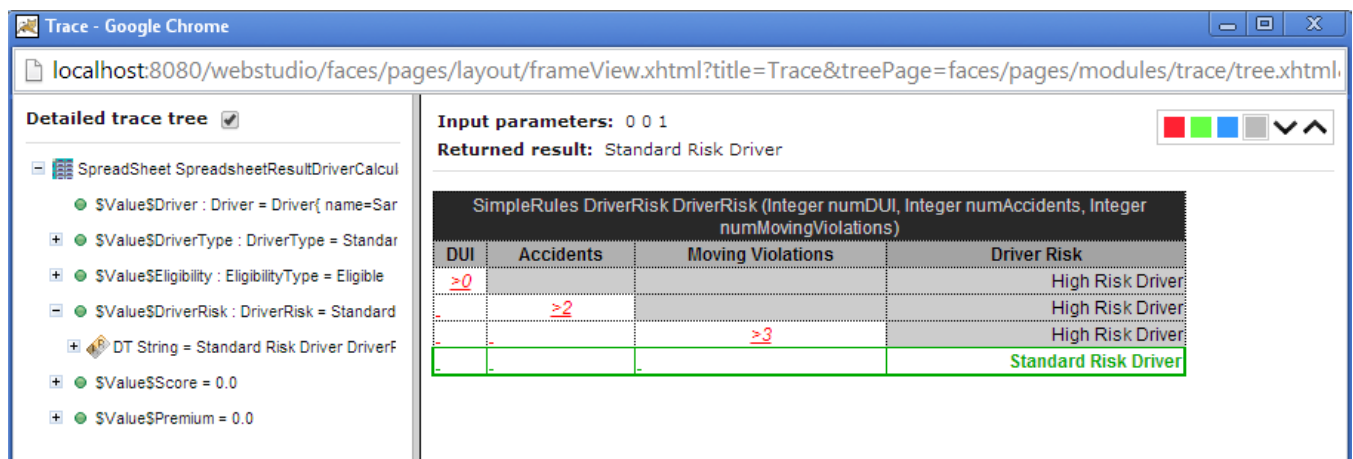 Trace - Google Chrome
localhost:8080/webstudio/faces/pages/layout/frameView.xhtml?title=Trace&treePage=faces/pages/modules/trace/tree.xhtml
Detailed trace tree
SpreadSheet SpreadsheetResultDriverCalcul
$Value$Driver : Driver = Driver{ name=Sar
$Value$DriverType : DriverType = Standar
$Value$Eligibility : EligibilityType = Eligible
$Value$DriverRisk : DriverRisk = Standard
DT String = Standard Risk Driver DriverF
$Value$Score = 0.0
$Value$Premium = 0.0
Input parameters: 0 0 1
Returned result: Standard Risk Driver
SimpleRules DriverRisk DriverRisk (Integer numDUI, Integer numAccidents, Integer
numMovingViolations)
DUI Accidents Moving Violations Driver Risk
>0 High Risk Driver
_ >2 High Risk Driver
_ _ >3 High Risk Driver
_ _ _ Standard Risk Driver